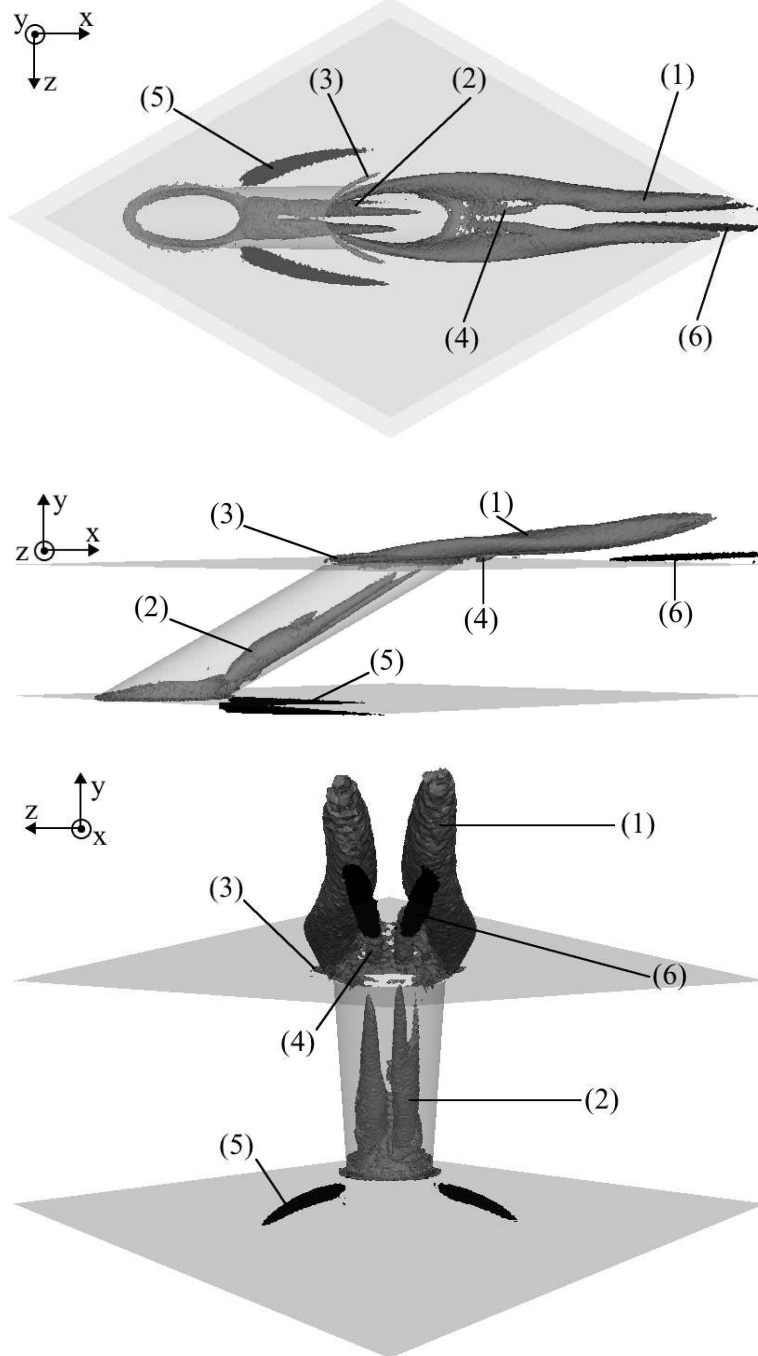 y
x
z
(5)
(3)
(2)
(1)
(4)
(6)
y
x
z
(3)
(1)
(2)
(4)
(6)
(5)
y
z
x
(1)
(3)
(6)
(4)
(2)
(5)